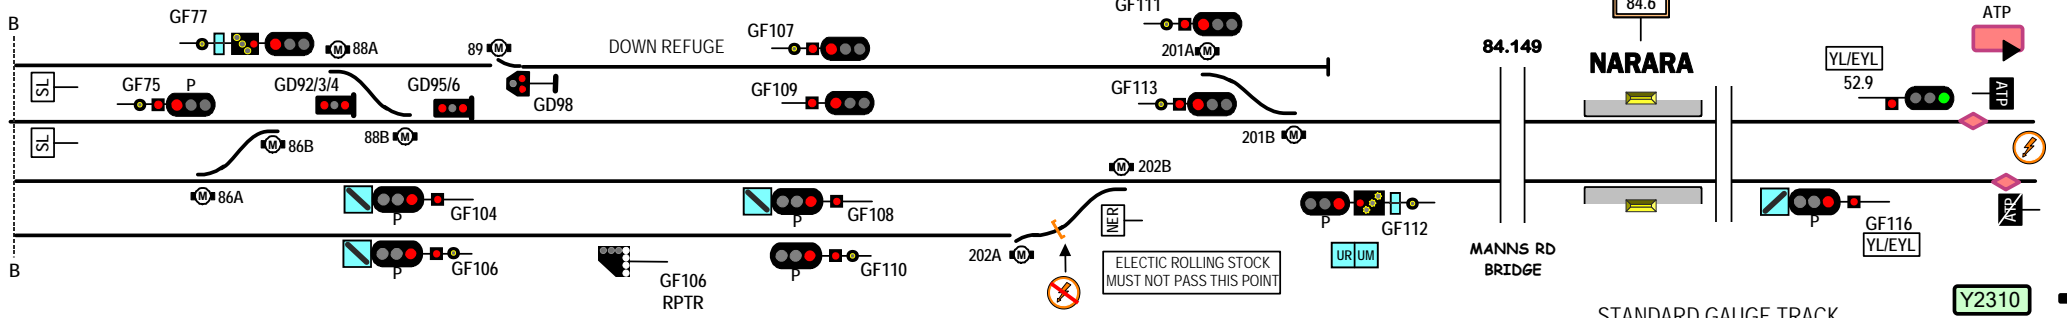 B
GF77
M
88A
89
M
DOWN REFUGE
GF107
GF111
201A
M
84.149
84.6
NARARA
ATP
YL/EYL
52.9
ATP
SL
GF75
P
GD92/3/4
GD95/6
GD98
GF109
GF113
SL
M
86B
88B
M
201B
M
M
202B
M
86A
P
GF104
P
GF108
NER
P
GF112
P
GF116
YL/EYL
ATP
B
P
GF106
GF106
RPTR
P
GF110
202A
M
ELECTIC ROLLING STOCK
MUST NOT PASS THIS POINT
UR UM
MANNS RD
BRIDGE
STANDARD GAUGE TRACK
Y2310